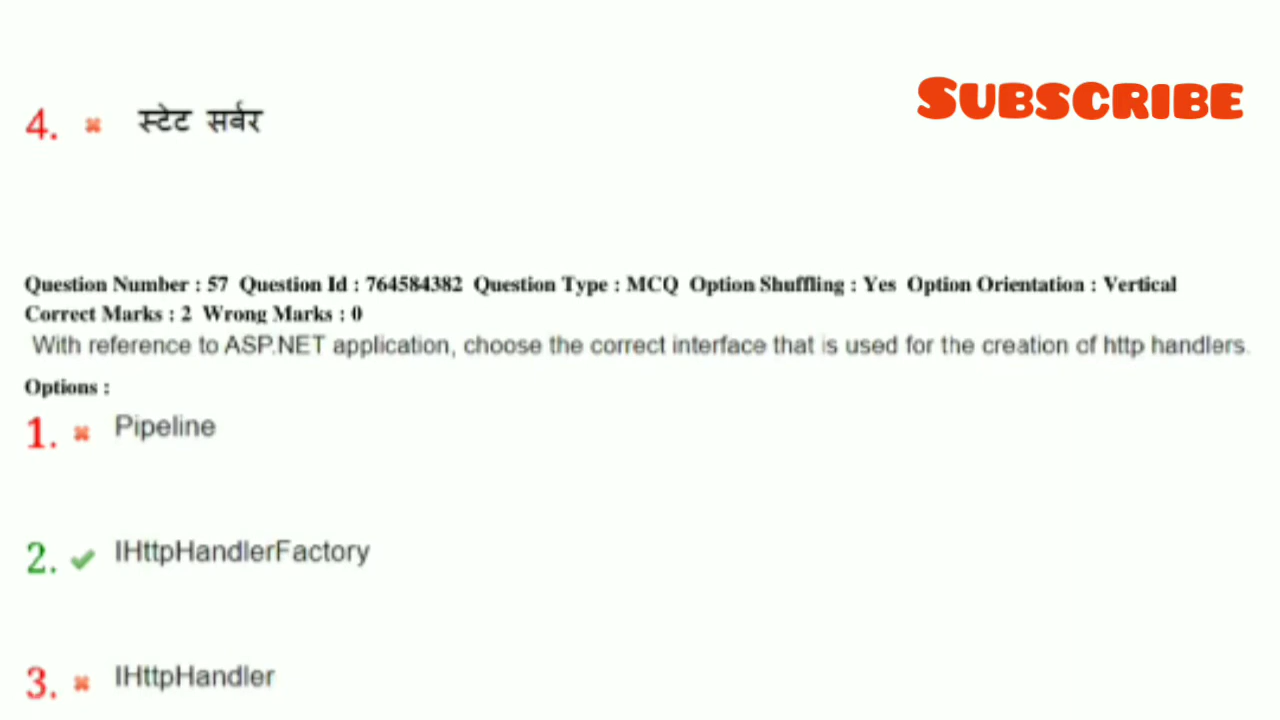 SUBSCRIBE
4. स्टेट सर्वर
Question Number : 57 Question Id : 764584382 Question Type : MCQ Option Shuffling : Yes Option Orientation : Vertical
Correct Marks : 2 Wrong Marks : 0
With reference to ASP.NET application, choose the correct interface that is used for the creation of http handlers.
Options :
1. Pipeline
2. IHttpHandlerFactory
3. IHttpHandler